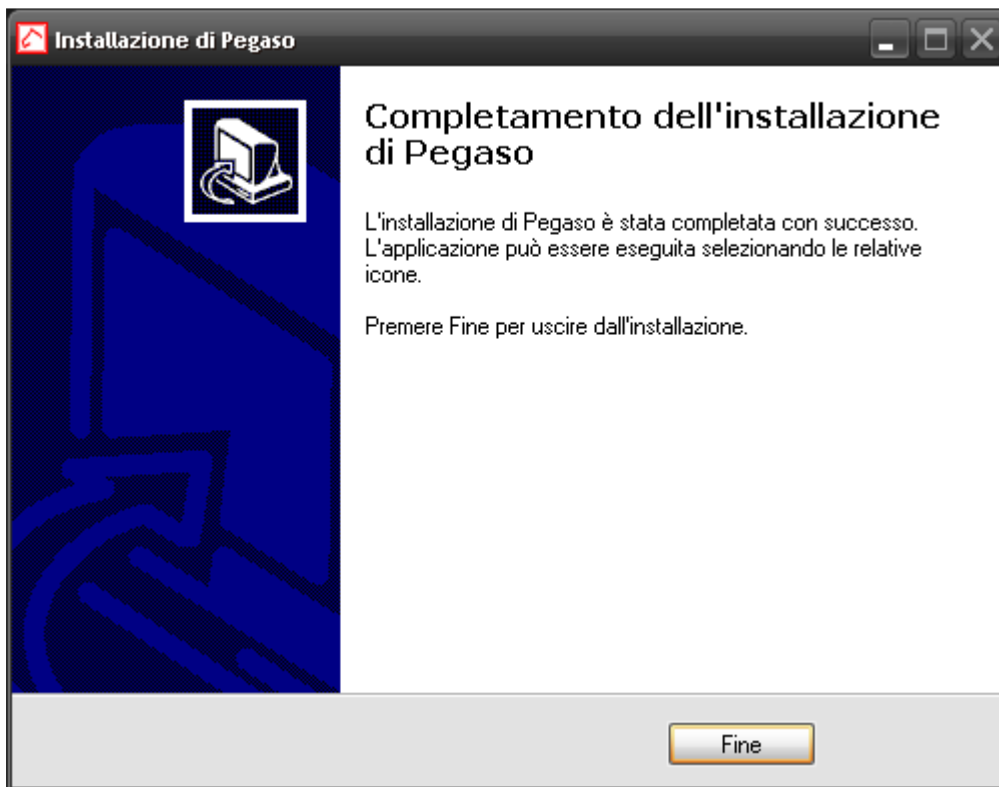 Installazione di Pegaso
Completamento dell'installazione
di Pegaso
L'installazione di Pegaso è stata completata con successo.
L'applicazione può essere eseguita selezionando le relative
icone.
Premere Fine per uscire dall'installazione.
Fine